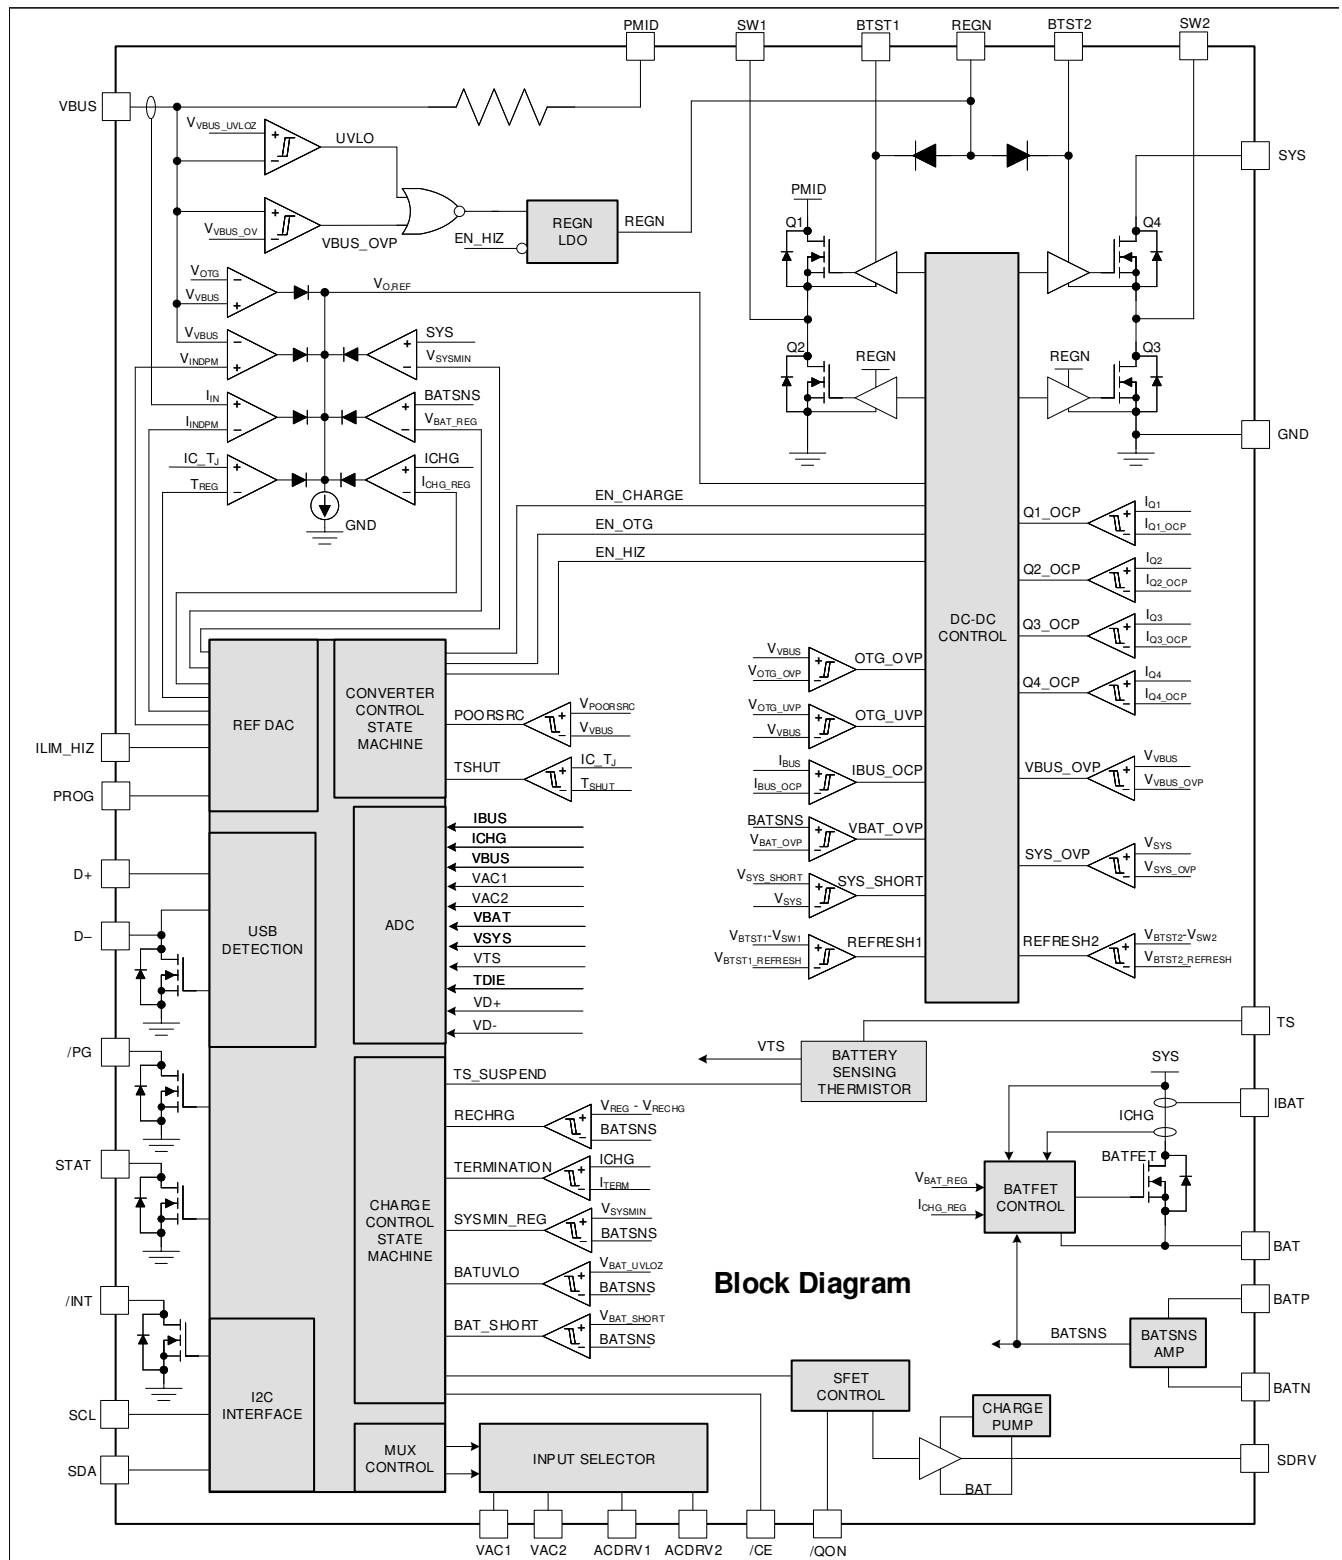 PMID
SW1
BTST1
REGN
BTST2
SW2
VBUS
VVBUS_UVLOZ
UVLO
VVBUS_OV
VBUS_OVP
EN_HIZ
REGN
LDO
REGN
SYS
PMID
Q1
Q4
VOTG
VVBUS
VO,REF
VVBUS
VINDPM
SYS
VSYSMIN
Q2
REGN
REGN
Q3
IIN
IINDPM
BATSNS
VBAT_REG
GND
IC_TJ
TREG
ICHG
ICHG_REG
GND
EN_CHARGE
EN_OTG
EN_HIZ
DC-DC
CONTROL
Q1_OCP
IQ1
IQ1_OCP
Q2_OCP
IQ2
IQ2_OCP
Q3_OCP
IQ3
IQ3_OCP
Q4_OCP
IQ4
IQ4_OCP
VVBUS
VOTG_OVP
OTG_OVP
VOTG_UVP
VVBUS
OTG_UVP
IBUS
IBUS_OCP
IBUS_OCP
BATSNS
VBAT_OVP
VBAT_OVP
VSYS_SHORT
VSYS
SYS_SHORT
VBTST1-VSW1
VBTST1_REFRESH
REFRESH1
VBUS_OVP
VVBUS
VVBUS_OVP
SYS_OVP
VSYS
VSYS_OVP
REFRESH2
VBTST2-VSW2
VBTST2_REFRESH
REF DAC
CONVERTER
CONTROL
STATE
MACHINE
POORSRC
VPOORSRC
VVBUS
TSHUT
IC_TJ
TSHUT
ILIM_HIZ
PROG
D+
D–
USB
DETECTION
ADC
IBUS
ICHG
VBUS
VAC1
VAC2
VBAT
VSYS
VTS
TDIE
VD+
VD-
/PG
STAT
/INT
SCL
SDA
TS_SUSPEND
VTS
BATTERY
SENSING
THERMISTOR
TS
CHARGE
CONTROL
STATE
MACHINE
RECHRG
VREG - VRECHG
BATSNS
TERMINATION
ICHG
ITERM
SYSMIN_REG
VSYSMIN
BATSNS
BATUVLO
VBAT_UVLOZ
BATSNS
BAT_SHORT
VBAT_SHORT
BATSNS
SYS
ICHG
IBAT
BATFET
VBAT_REG
ICHG_REG
BATFET
CONTROL
BAT
Block Diagram
BATP
BATSNS
BATSNS
AMP
BATN
I2C
INTERFACE
SFET
CONTROL
CHARGE
PUMP
BAT
SDRV
MUX
CONTROL
INPUT SELECTOR
VAC1
VAC2
ACDRV1
ACDRV2
/CE
/QON